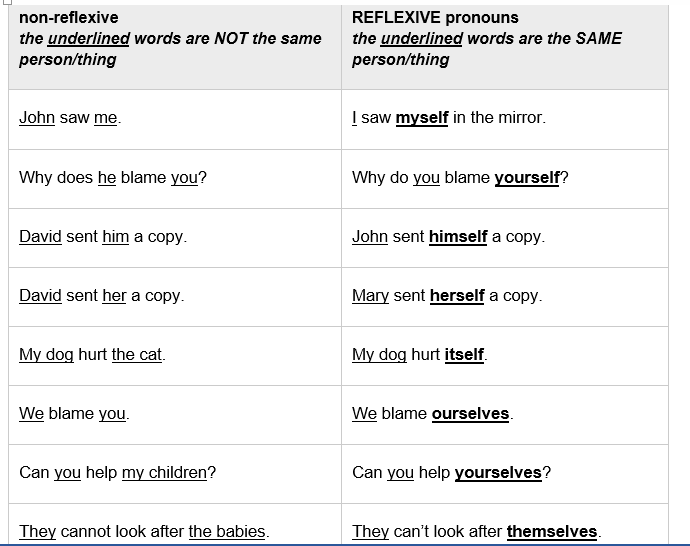 non-reflexive
the underlined words are NOT the same
person/thing
REFLEXIVE pronouns
the underlined words are the SAME
person/thing
John saw me.
I saw myself in the mirror.
Why does he blame you?
Why do you blame yourself?
David sent him a copy.
John sent himself a copy.
David sent her a copy.
Mary sent herself a copy.
My dog hurt the cat.
My dog hurt itself.
We blame you.
We blame ourselves.
Can you help my children?
Can you help yourselves?
They cannot look after the babies.
They can’t look after themselves.